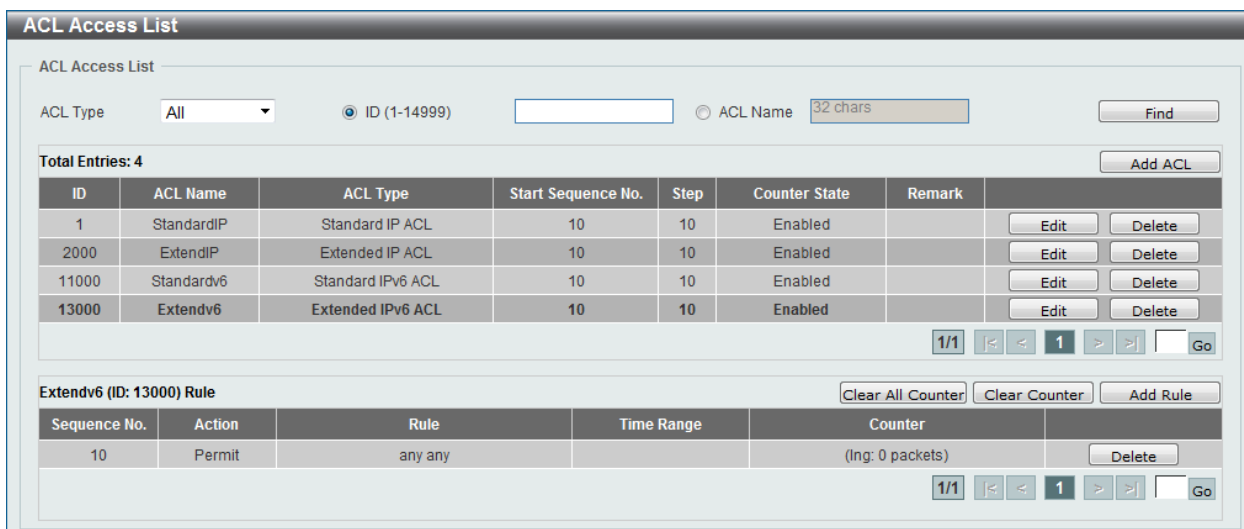 ACL Access List
ACL Access List
ACL Type All ID (1-14999) ACL Name 32 chars Find
Total Entries: 4 Add ACL
ID ACL Name ACL Type Start Sequence No. Step Counter State Remark
1 StandardIP Standard IP ACL 10 10 Enabled Edit Delete
2000 ExtendIP Extended IP ACL 10 10 Enabled Edit Delete
11000 Standardv6 Standard IPv6 ACL 10 10 Enabled Edit Delete
13000 Extendv6 Extended IPv6 ACL 10 10 Enabled Edit Delete
1/1 |< < 1 > >| Go
Extendv6 (ID: 13000) Rule Clear All Counter Clear Counter Add Rule
Sequence No. Action Rule Time Range Counter
10 Permit any any (Ing: 0 packets) Delete
1/1 |< < 1 > >| Go